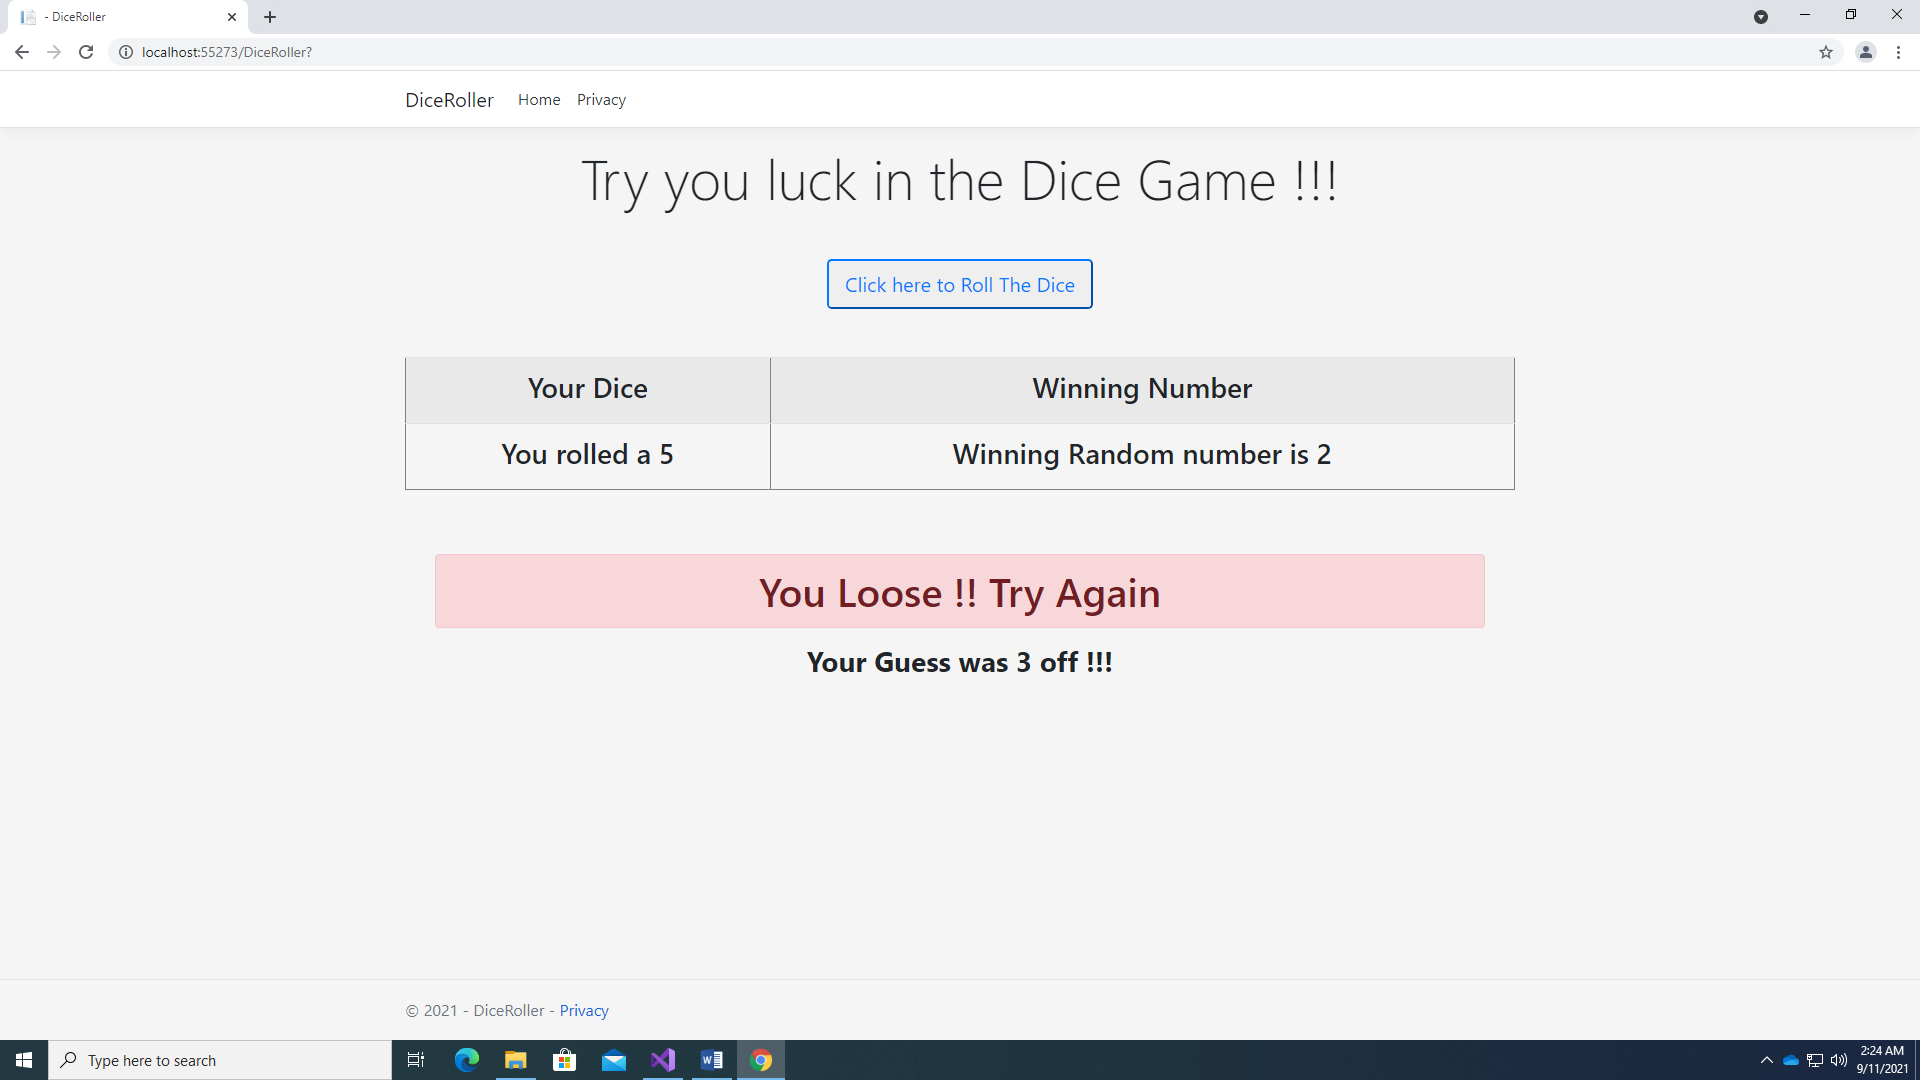 - DiceRoller
localhost:55273/DiceRoller?
DiceRoller Home Privacy
Try you luck in the Dice Game !!!
Click here to Roll The Dice
Your Dice Winning Number
You rolled a 5 Winning Random number is 2
You Loose !! Try Again
Your Guess was 3 off !!!
© 2021 - DiceRoller - Privacy
Type here to search
2:24 AM
9/11/2021